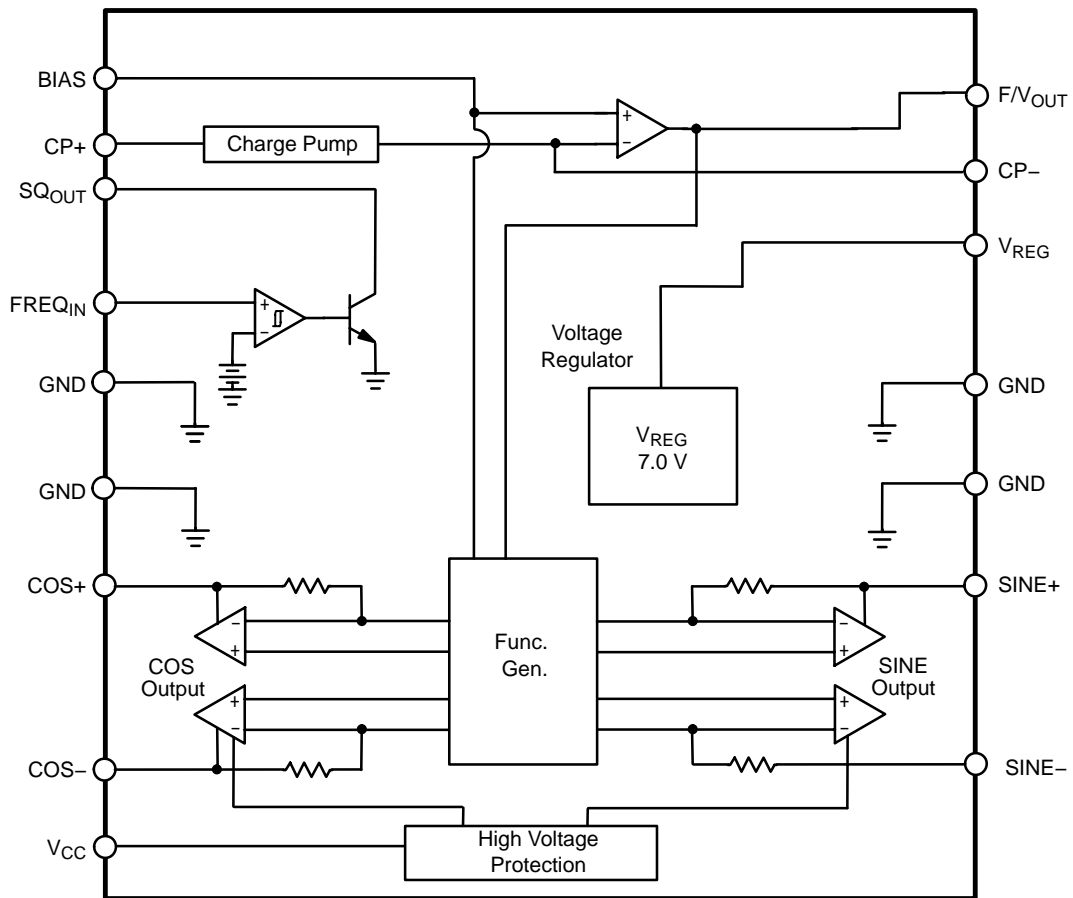 BIAS
F/VOUT
+
−
CP+
Charge Pump
CP−
SQOUT
VREG
FREQIN
+
−
Voltage
Regulator
GND
GND
VREG
7.0 V
GND
GND
COS+
SINE+
−
+
−
+
Func.
Gen.
COS
Output
SINE
Output
+
−
+
−
COS−
SINE−
VCC
High Voltage
Protection